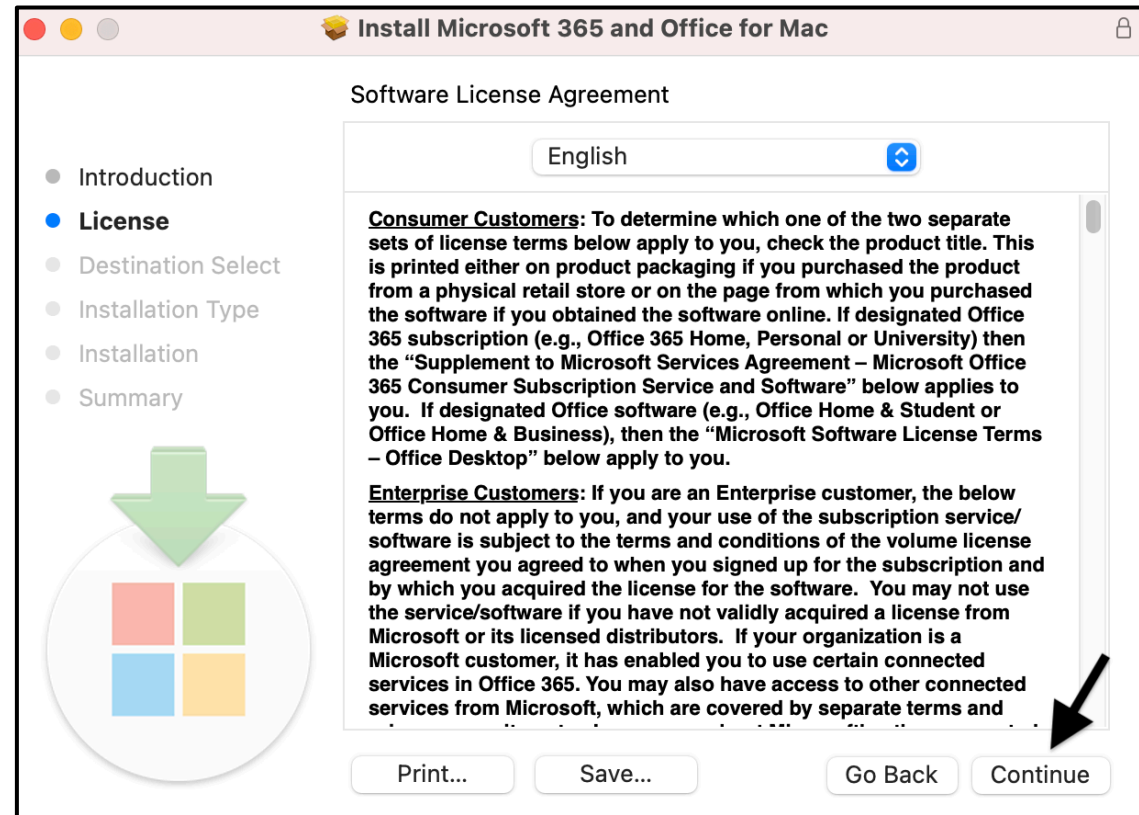 Install Microsoft 365 and Office for Mac
Software License Agreement
Introduction
License
Destination Select
Installation Type
Installation
Summary
English
Consumer Customers: To determine which one of the two separate
sets of license terms below apply to you, check the product title. This
is printed either on product packaging if you purchased the product
from a physical retail store or on the page from which you purchased
the software if you obtained the software online. If designated Office
365 subscription (e.g., Office 365 Home, Personal or University) then
the “Supplement to Microsoft Services Agreement – Microsoft Office
365 Consumer Subscription Service and Software” below applies to
you.  If designated Office software (e.g., Office Home & Student or
Office Home & Business), then the “Microsoft Software License Terms
– Office Desktop” below apply to you.
Enterprise Customers: If you are an Enterprise customer, the below
terms do not apply to you, and your use of the subscription service/
software is subject to the terms and conditions of the volume license
agreement you agreed to when you signed up for the subscription and
by which you acquired the license for the software.  You may not use
the service/software if you have not validly acquired a license from
Microsoft or its licensed distributors.  If your organization is a
Microsoft customer, it has enabled you to use certain connected
services in Office 365. You may also have access to other connected
services from Microsoft, which are covered by separate terms and
Print...
Save...
Go Back
Continue